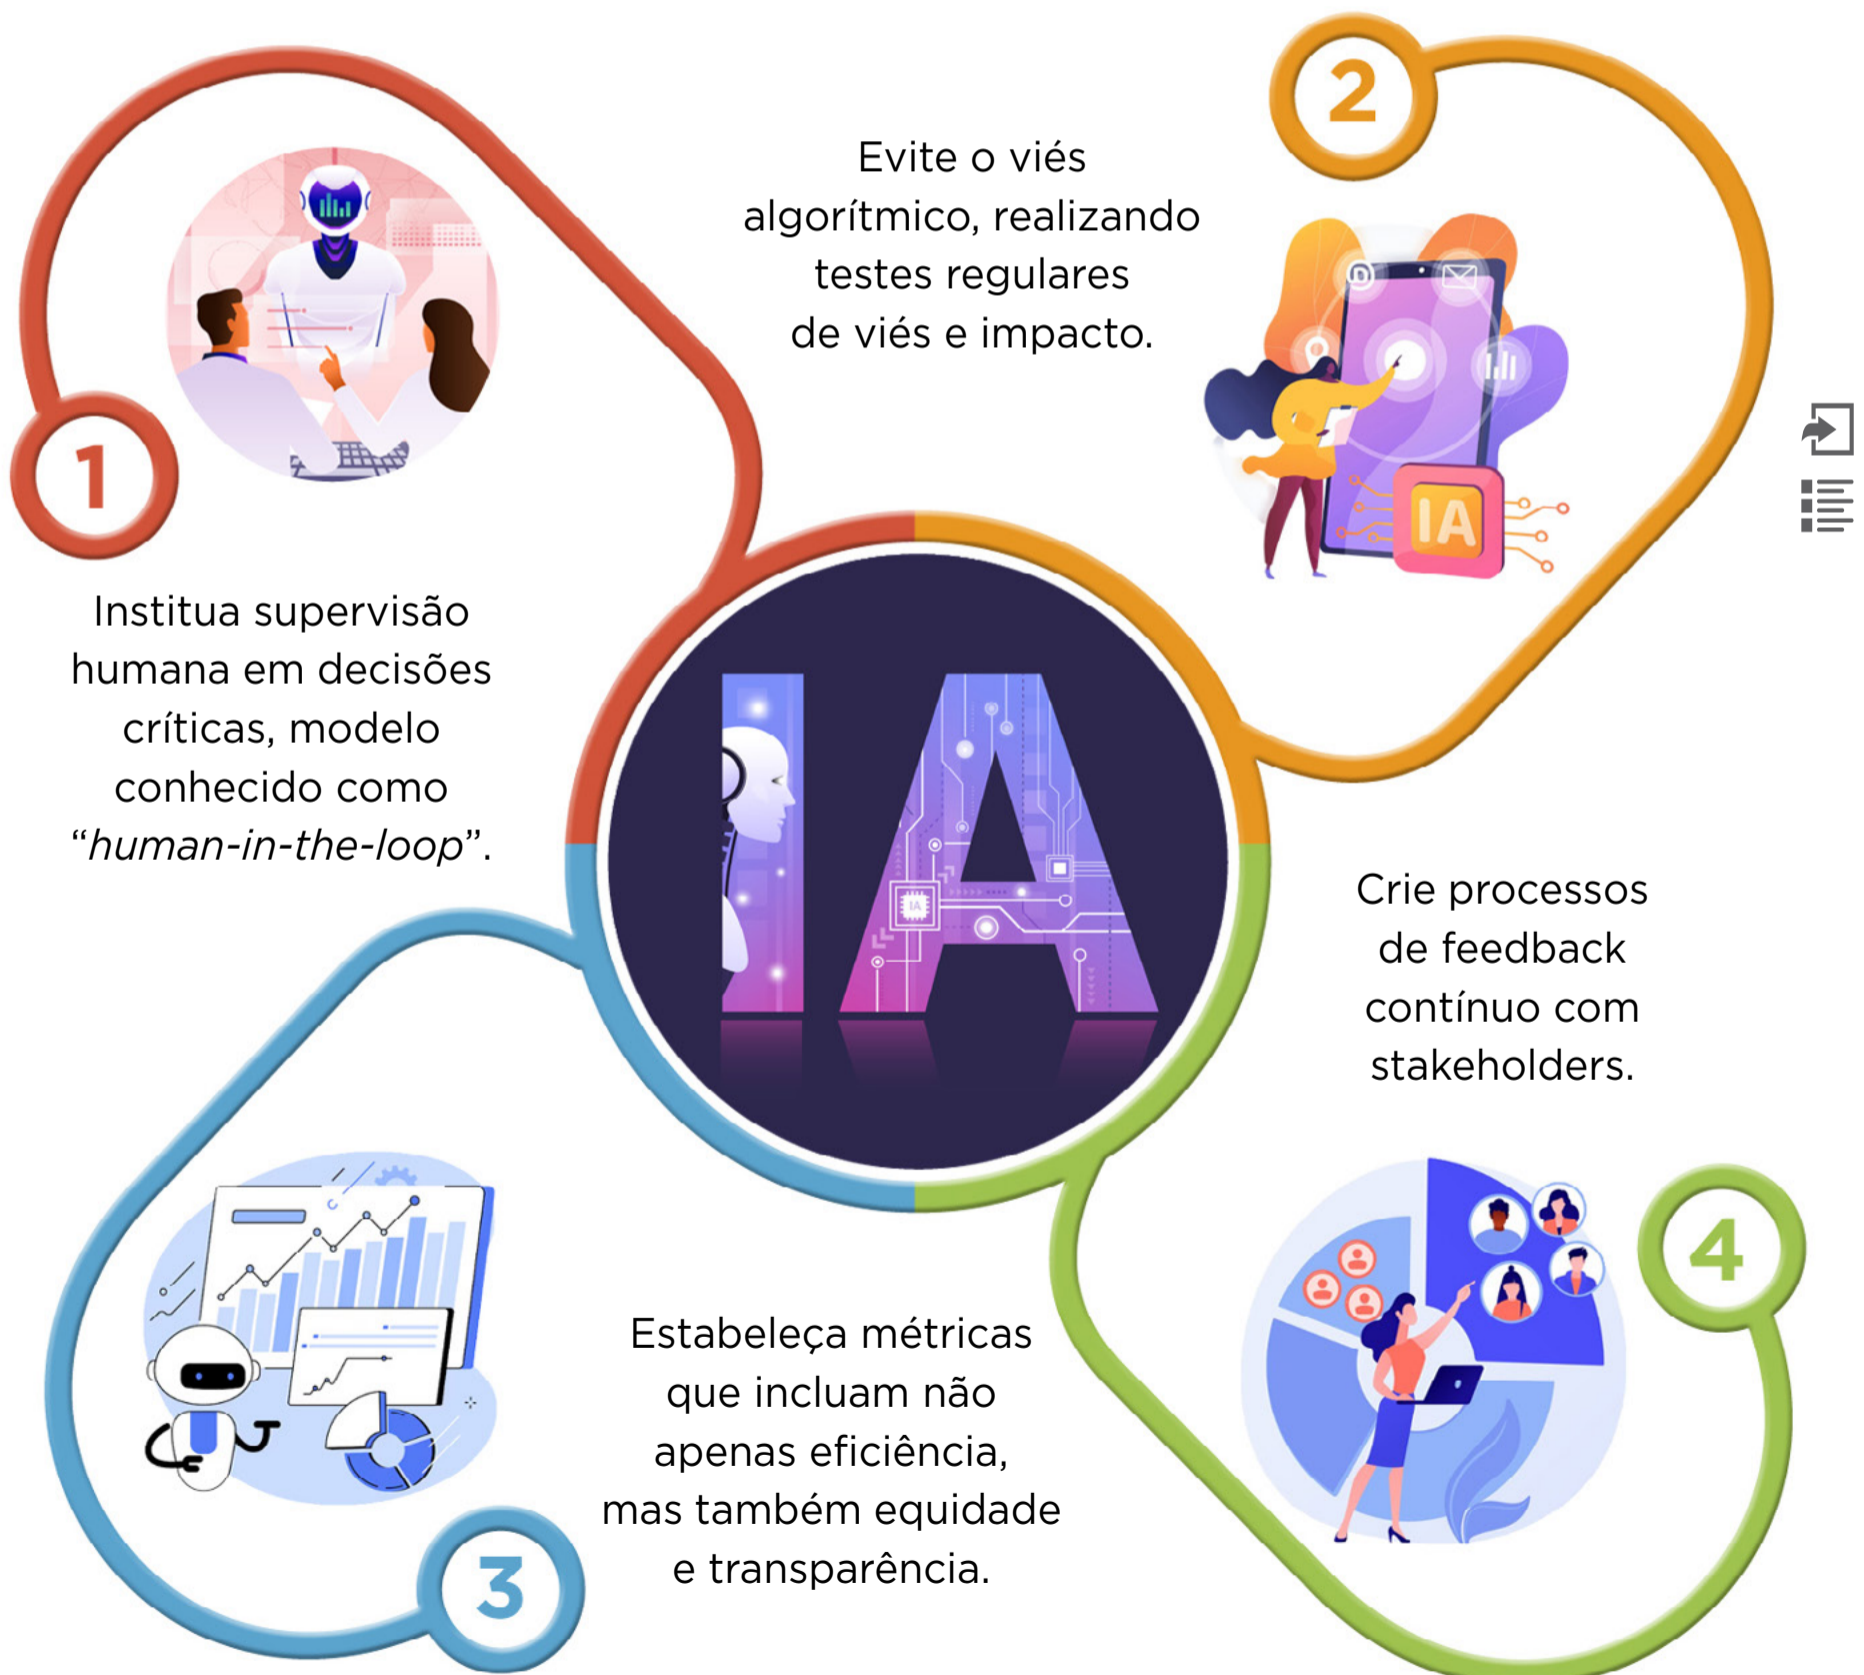 1
Institua supervisão
humana em decisões
críticas, modelo
conhecido como
“human-in-the-loop”.
2
Evite o viés
algorítmico, realizando
testes regulares
de viés e impacto.
IA
IA
IA
3
Estabeleça métricas
que incluam não
apenas eficiência,
mas também equidade
e transparência.
4
Crie processos
de feedback
contínuo com
stakeholders.